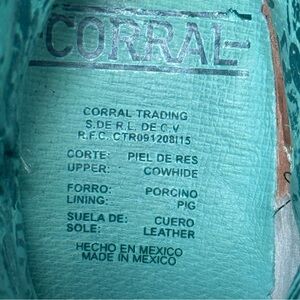 CORRAL
CORRAL TRADING
S.DE R.L. DE C.V
R.F.C. CTR091208I15
CORTE: PIEL DE RES
UPPER: COWHIDE
FORRO: PORCINO
LINING: PIG
SUELA DE: CUERO
SOLE: LEATHER
HECHO EN MEXICO
MADE IN MEXICO